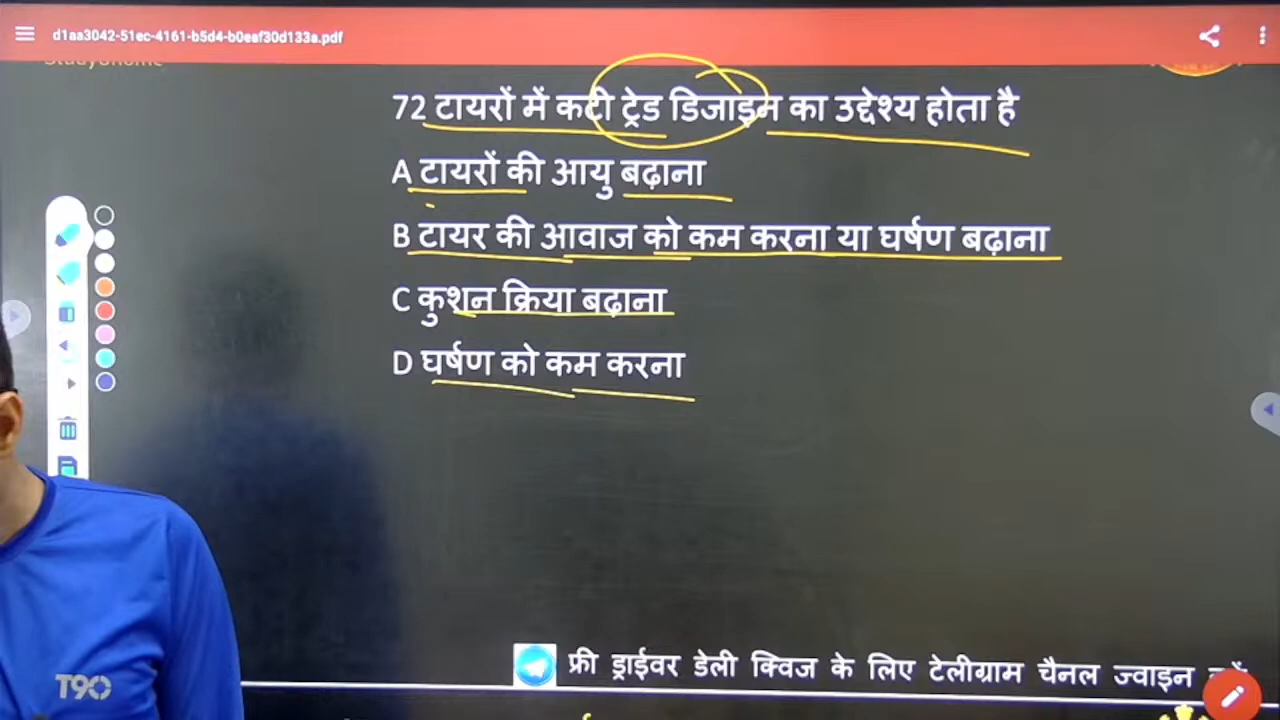 d1aa3042-51ec-4161-b5d4-b0eaf30d133a.pdf
72 टायरों में कटी ट्रेड डिजाइन का उद्देश्य होता है
A टायरों की आयु बढ़ाना
B टायर की आवाज को कम करना या घर्षण बढ़ाना
C कुशन क्रिया बढ़ाना
D घर्षण को कम करना
T90
फ्री ड्राईवर डेली क्विज के लिए टेलीग्राम चैनल ज्वाइन